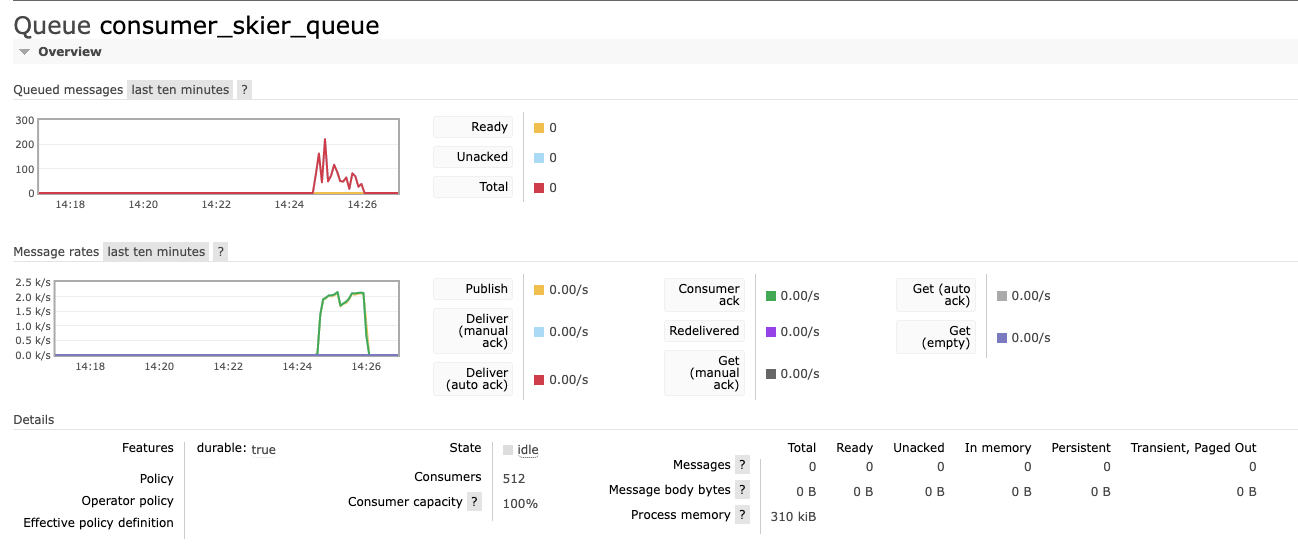 Queue consumer_skier_queue
Overview
Queued messages last ten minutes ?
300
200
100
0
14:18 14:20 14:22 14:24 14:26
Ready 0
Unacked 0
Total 0
Message rates last ten minutes ?
2.5 k/s
2.0 k/s
1.5 k/s
1.0 k/s
0.5 k/s
0.0 k/s
14:18 14:20 14:22 14:24 14:26
Publish 0.00/s
Deliver
(manual 0.00/s
ack)
Deliver
(auto ack) 0.00/s
Consumer
ack 0.00/s
Redelivered 0.00/s
Get
(manual 0.00/s
ack)
Get (auto
ack) 0.00/s
Get
(empty) 0.00/s
Details
Features durable: true
Policy
Operator policy
Effective policy definition
State idle
Consumers 512
Consumer capacity ? 100%
Total Ready Unacked In memory Persistent Transient, Paged Out
Messages ? 0 0 0 0 0 0
Message body bytes ? 0 B 0 B 0 B 0 B 0 B 0 B
Process memory ? 310 kiB